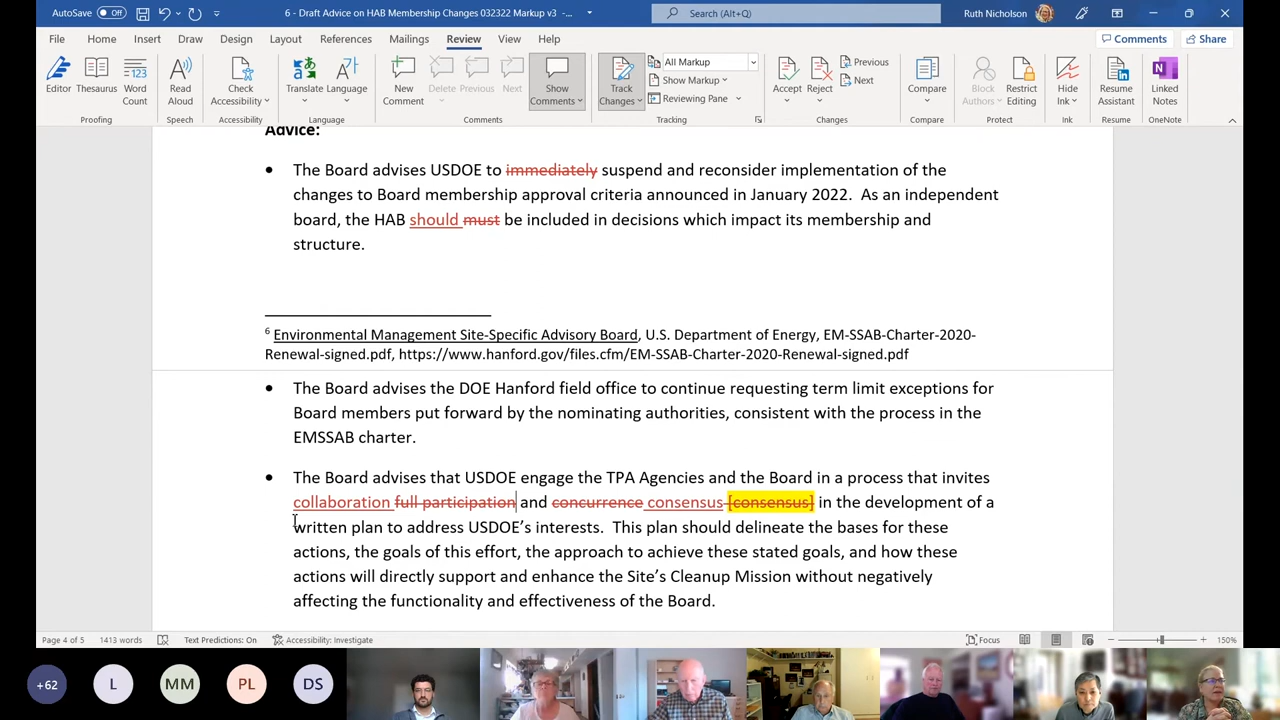 AutoSave Off 6 - Draft Advice on HAB Membership Changes 032322 Markup v3 -... Search (Alt+Q) Ruth Nicholson
File Home Insert Draw Design Layout References Mailings Review View Help Comments Share
Editor Thesaurus Word Count Read Aloud Check Accessibility Translate Language New Comment Delete Previous Next Show Comments Track Changes All Markup Show Markup Reviewing Pane Accept Reject Previous Next Compare Block Authors Restrict Editing Hide Ink Resume Assistant Linked Notes
Proofing Speech Accessibility Language Comments Tracking Changes Compare Protect Ink Resume OneNote
Advice:
• The Board advises USDOE to immediately suspend and reconsider implementation of the
changes to Board membership approval criteria announced in January 2022. As an independent
board, the HAB should must be included in decisions which impact its membership and
structure.
6 Environmental Management Site-Specific Advisory Board, U.S. Department of Energy, EM-SSAB-Charter-2020-
Renewal-signed.pdf, https://www.hanford.gov/files.cfm/EM-SSAB-Charter-2020-Renewal-signed.pdf
• The Board advises the DOE Hanford field office to continue requesting term limit exceptions for
Board members put forward by the nominating authorities, consistent with the process in the
EMSSAB charter.
• The Board advises that USDOE engage the TPA Agencies and the Board in a process that invites
collaboration full participation and concurrence consensus [consensus] in the development of a
written plan to address USDOE's interests. This plan should delineate the bases for these
actions, the goals of this effort, the approach to achieve these stated goals, and how these
actions will directly support and enhance the Site's Cleanup Mission without negatively
affecting the functionality and effectiveness of the Board.
Page 4 of 5 1413 words Text Predictions: On Accessibility: Investigate Focus 150%
+62 L MM PL DS